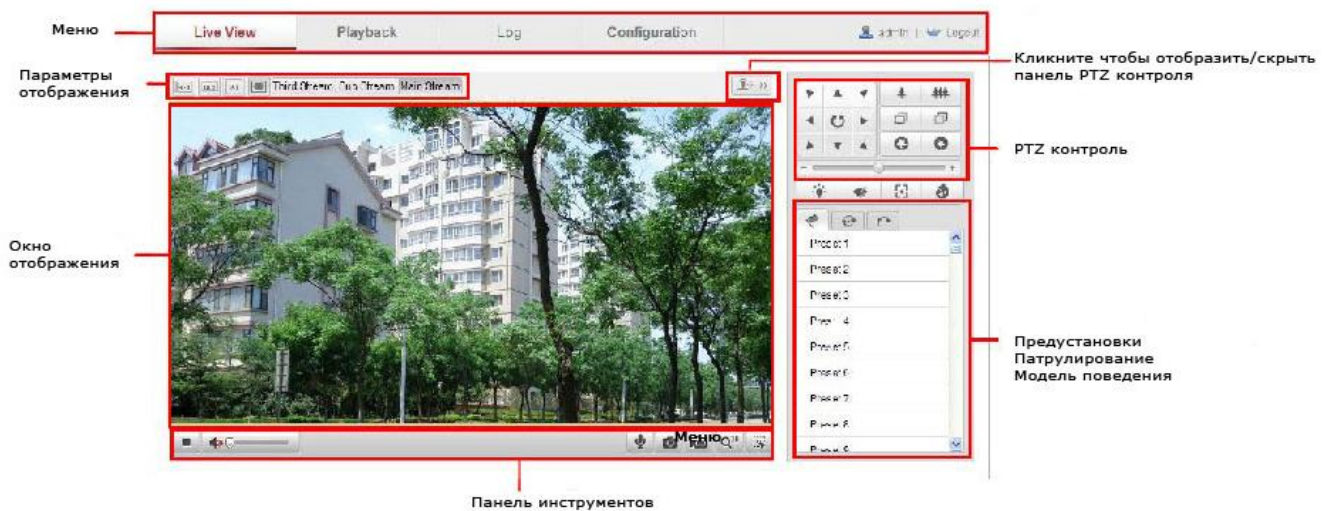 Меню
Live View Playback Log Configuration admin | Logout
Кликните чтобы отобразить/скрыть
панель PTZ контроля
Параметры
отображения
Third Stream Sub Stream Main Stream
PTZ контроль
Окно
отображения
Preset 1
Preset 2
Preset 3
Preset 4
Preset 5
Preset 6
Preset 7
Preset 8
Preset 9
Предустановки
Патрулирование
Модель поведения
Меню
Панель инструментов